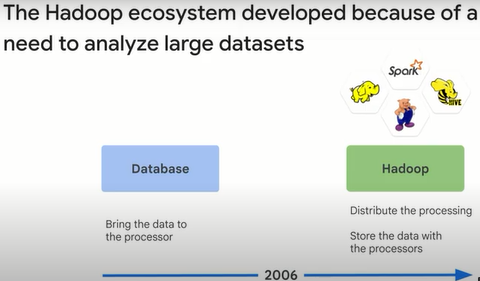 The Hadoop ecosystem developed because of a
need to analyze large datasets
Spark
HIVE
Database
Hadoop
Bring the data to
the processor
Distribute the processing
Store the data with
the processors
2006